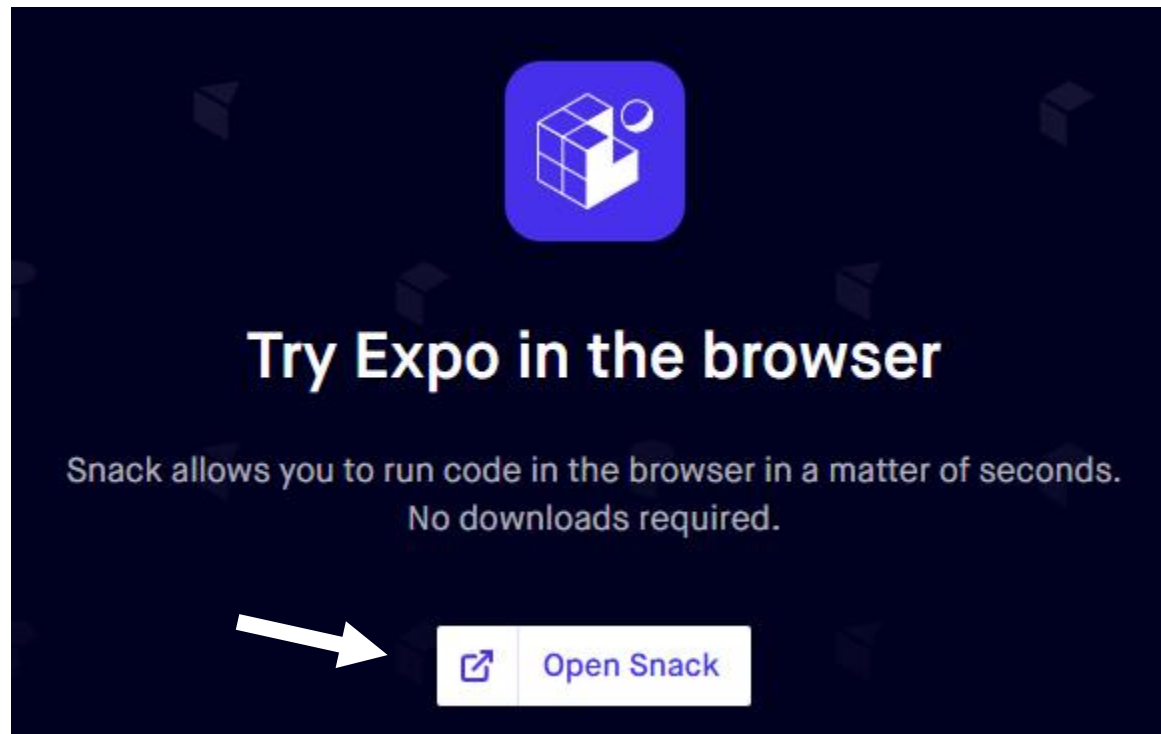 Try Expo in the browser
Snack allows you to run code in the browser in a matter of seconds.
No downloads required.
Open Snack